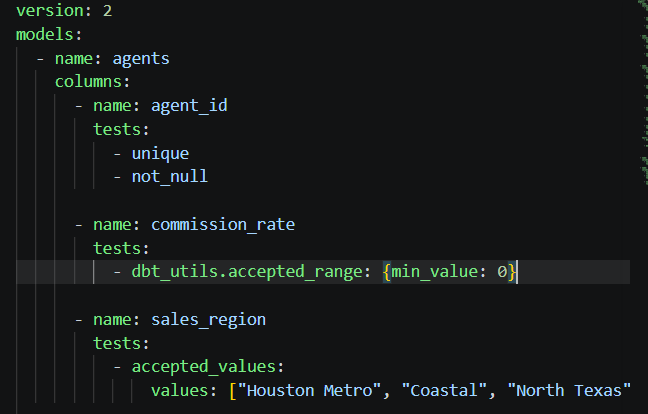 version: 2
models:
  - name: agents
    columns:
      - name: agent_id
        tests:
          - unique
          - not_null

      - name: commission_rate
        tests:
          - dbt_utils.accepted_range: {min_value: 0}

      - name: sales_region
        tests:
          - accepted_values:
              values: ["Houston Metro", "Coastal", "North Texas"